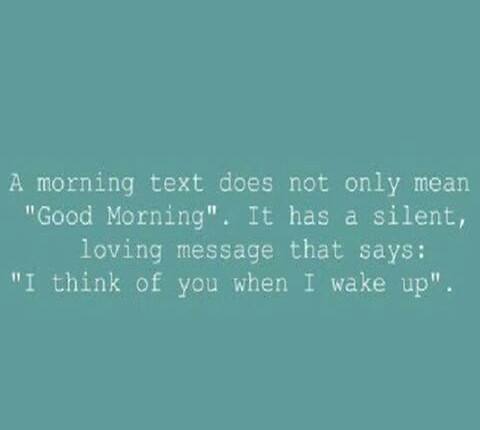 A morning text does not only mean
"Good Morning". It has a silent,
loving message that says:
"I think of you when I wake up".